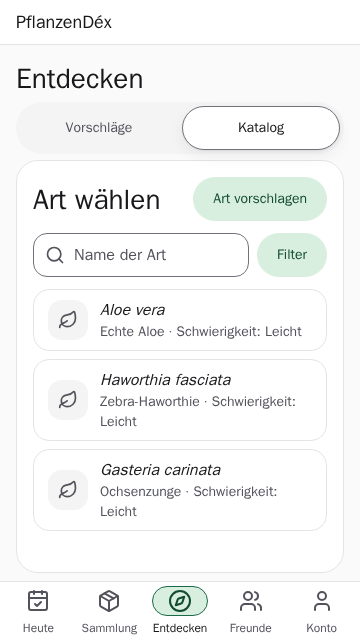 PflanzenDéx
Entdecken
Vorschläge
Katalog
Art wählen
Art vorschlagen
Name der Art
Filter
Aloe vera
Echte Aloe · Schwierigkeit: Leicht
Haworthia fasciata
Zebra-Haworthie · Schwierigkeit:
Leicht
Gasteria carinata
Ochsenzunge · Schwierigkeit:
Leicht
Heute
Sammlung
Entdecken
Freunde
Konto